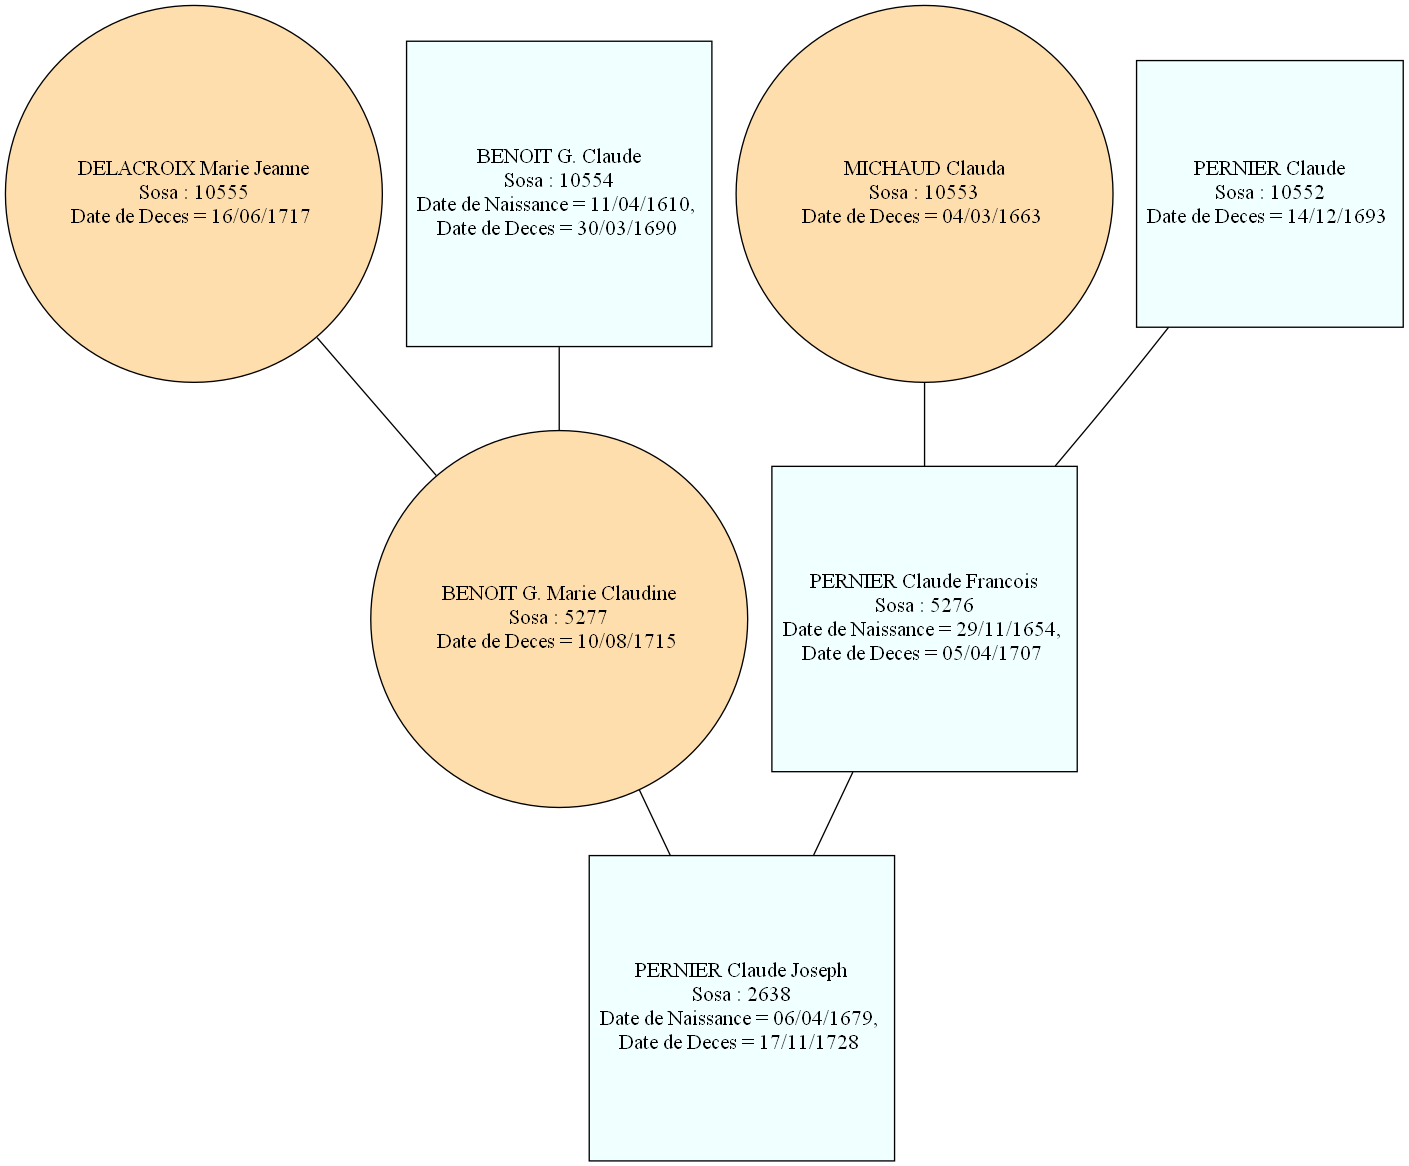 DELACROIX Marie Jeanne
Sosa : 10555
Date de Deces = 16/06/1717
BENOIT G. Claude
Sosa : 10554
Date de Naissance = 11/04/1610,
Date de Deces = 30/03/1690
MICHAUD Clauda
Sosa : 10553
Date de Deces = 04/03/1663
PERNIER Claude
Sosa : 10552
Date de Deces = 14/12/1693
BENOIT G. Marie Claudine
Sosa : 5277
Date de Deces = 10/08/1715
PERNIER Claude Francois
Sosa : 5276
Date de Naissance = 29/11/1654,
Date de Deces = 05/04/1707
PERNIER Claude Joseph
Sosa : 2638
Date de Naissance = 06/04/1679,
Date de Deces = 17/11/1728